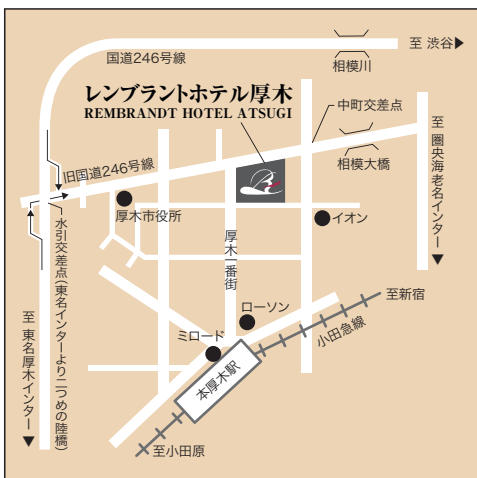 国道246号線
至 渋谷▶
相模川
レンブラントホテル厚木
REMBRANDT HOTEL ATSUGI
中町交差点
至 圏央海老名インター▼
旧国道246号線
相模大橋
厚木市役所
イオン
厚木一番街
水引交差点(東名インターより二つめの陸橋)
至 東名厚木インター▼
ローソン
至新宿
ミロード
小田急線
本厚木駅
至小田原